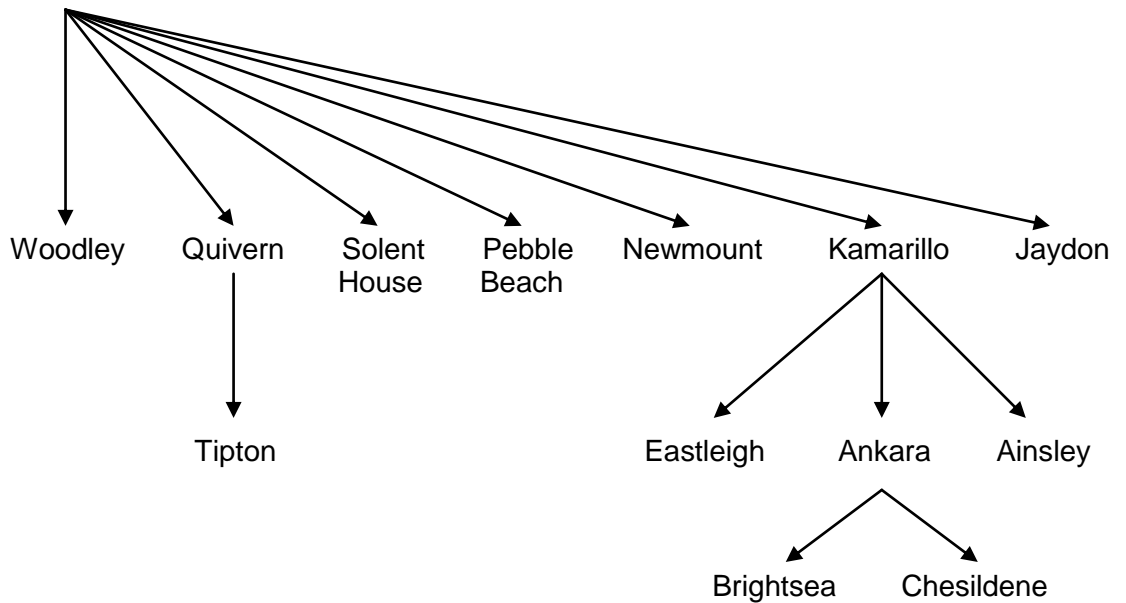 Woodley Quivern Solent Pebble Newmount Kamarillo Jaydon
House Beach
Tipton Eastleigh Ankara Ainsley
Brightsea Chesildene